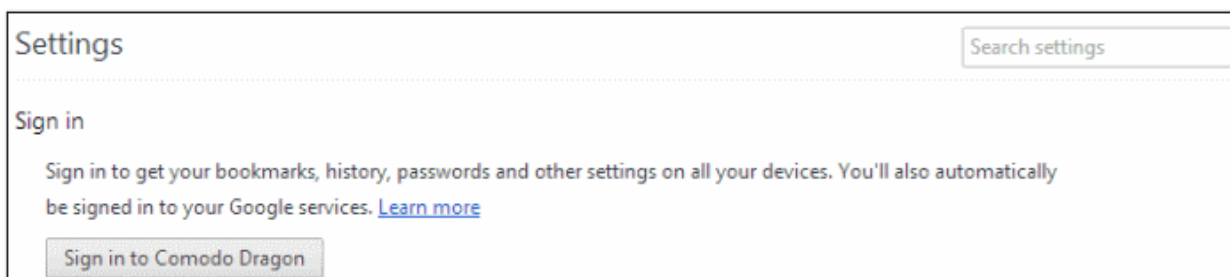 Settings
Search settings
Sign in
Sign in to get your bookmarks, history, passwords and other settings on all your devices. You'll also automatically
be signed in to your Google services. Learn more
Sign in to Comodo Dragon